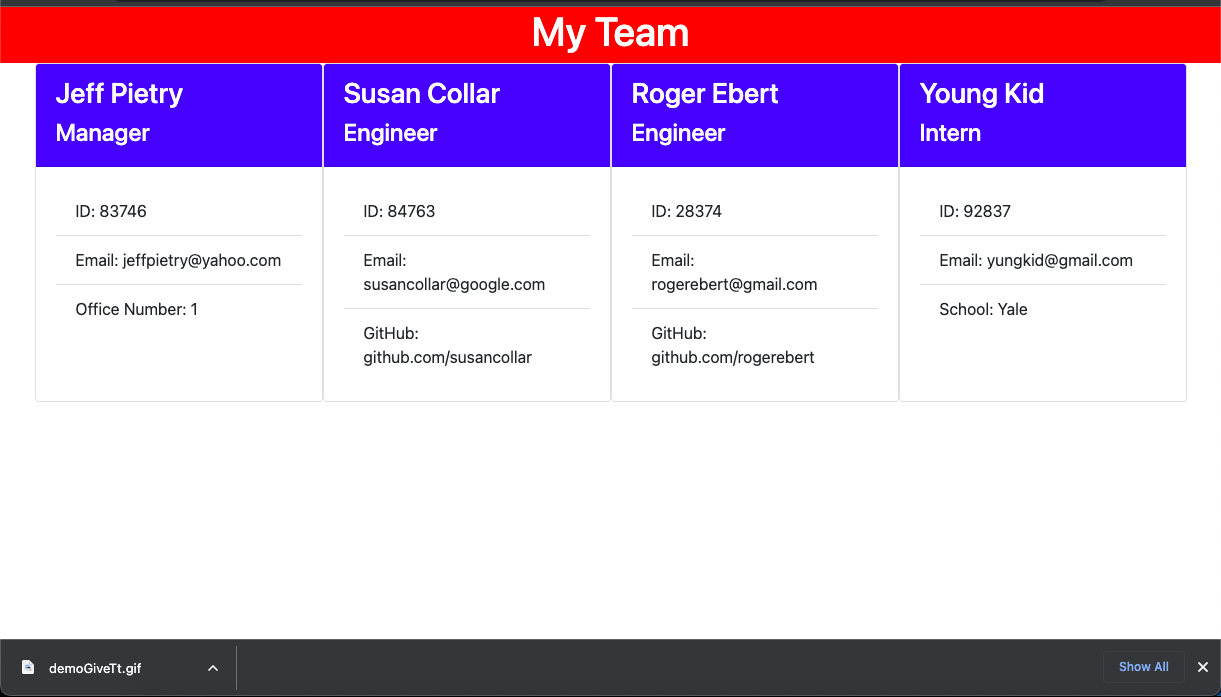 My Team
Jeff Pietry
Manager
ID: 83746
Email: jeffpietry@yahoo.com
Office Number: 1
Susan Collar
Engineer
ID: 84763
Email:
susancollar@google.com
GitHub:
github.com/susancollar
Roger Ebert
Engineer
ID: 28374
Email:
rogerebert@gmail.com
GitHub:
github.com/rogerebert
Young Kid
Intern
ID: 92837
Email: yungkid@gmail.com
School: Yale
demoGiveTt.gif
Show All